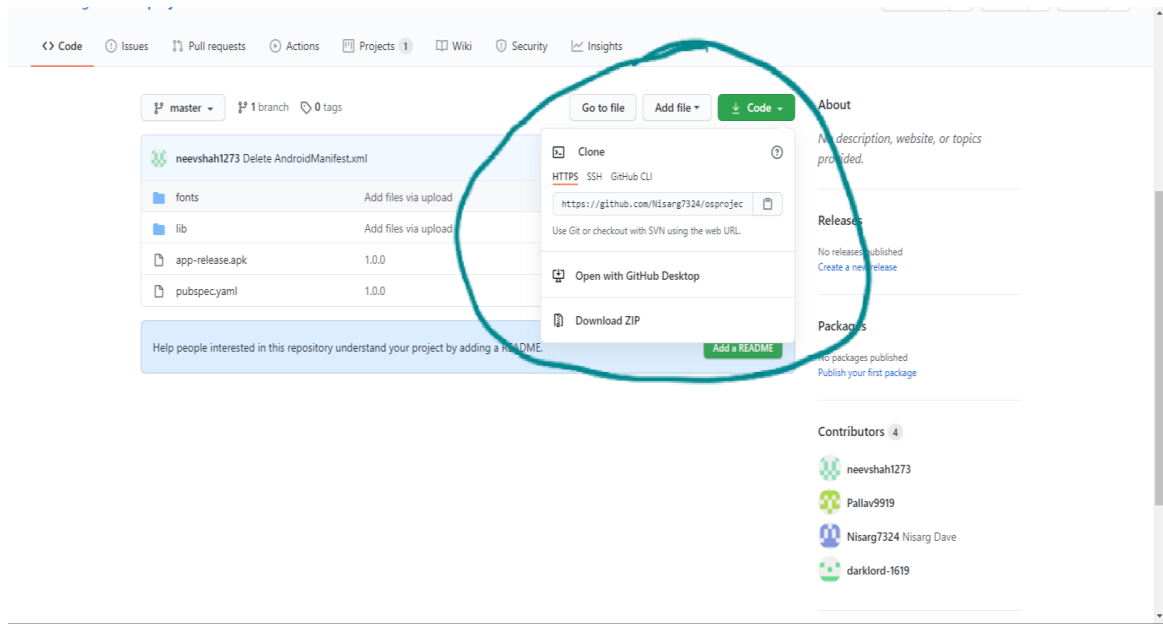 Code Issues Pull requests Actions Projects 1 Wiki Security Insights
master 1 branch 0 tags Go to file Add file Code
neevshah1273 Delete AndroidManifest.xml
fonts Add files via upload
lib Add files via upload
app-release.apk 1.0.0
pubspec.yaml 1.0.0
Help people interested in this repository understand your project by adding a README. Add a README
Clone
HTTPS SSH GitHub CLI
https://github.com/Nisarg7324/osprojec
Use Git or checkout with SVN using the web URL.
Open with GitHub Desktop
Download ZIP
About
No description, website, or topics
provided.
Releases
No releases published
Create a new release
Packages
No packages published
Publish your first package
Contributors 4
neevshah1273
Pallav9919
Nisarg7324 Nisarg Dave
darklord-1619